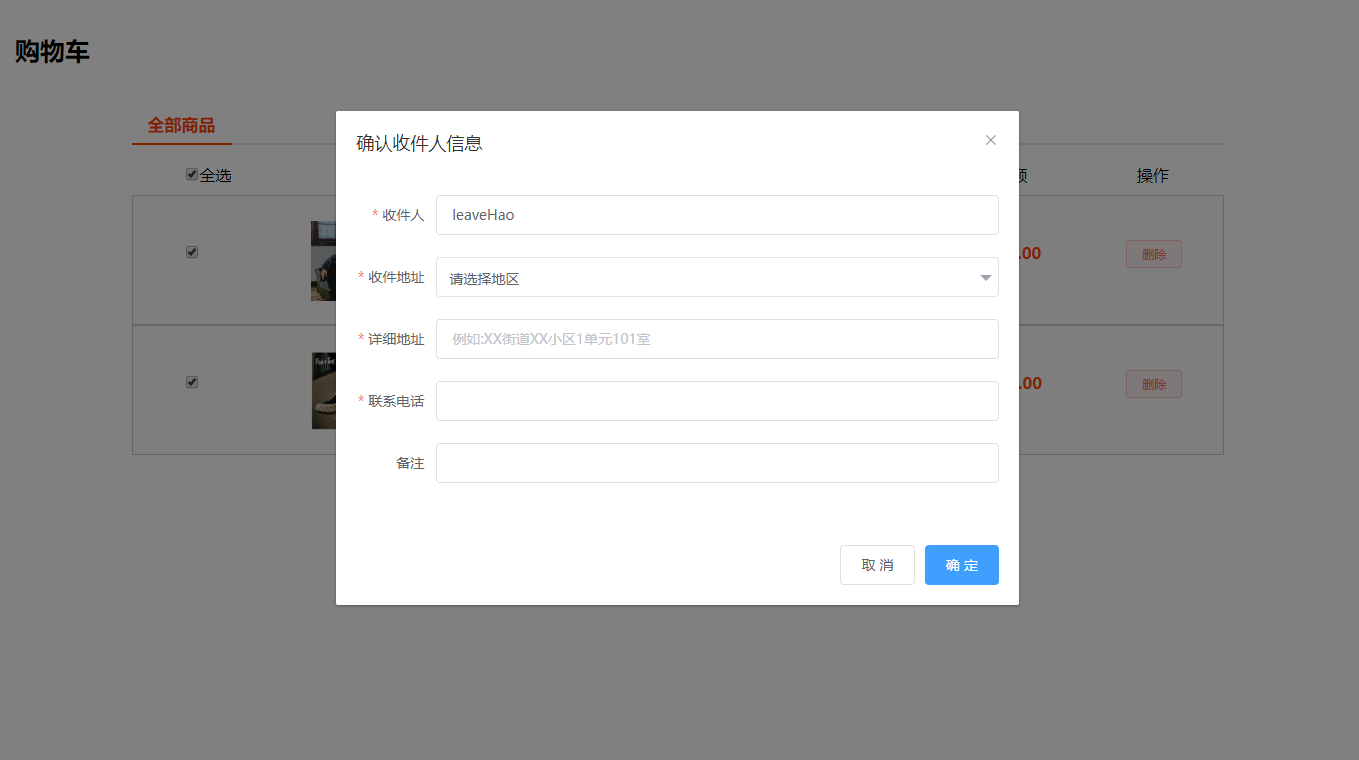 购物车
全部商品
确认收件人信息
全选
操作
* 收件人
leaveHao
.00
删除
* 收件地址
请选择地区
* 详细地址
例如:XX街道XX小区1单元101室
.00
删除
* 联系电话
备注
取 消
确 定